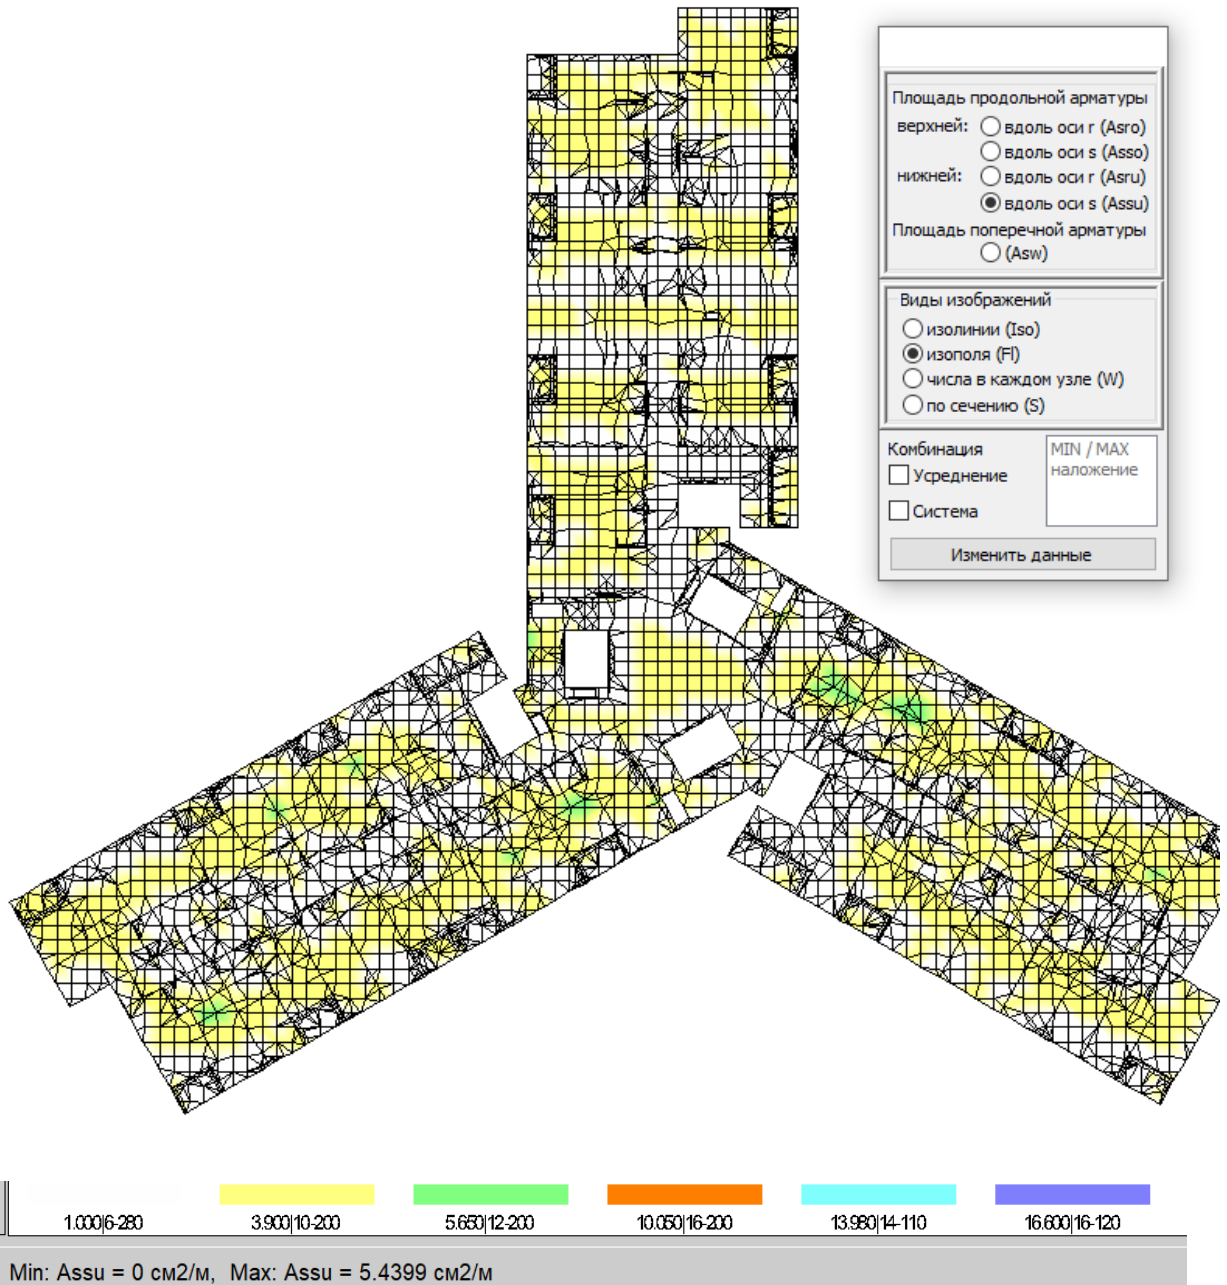 Площадь продольной арматуры
верхней: вдоль оси r (Asro)
вдоль оси s (Asso)
нижней: вдоль оси r (Asru)
вдоль оси s (Assu)
Площадь поперечной арматуры
(Asw)
Виды изображений
изолинии (Iso)
изополя (Fl)
числа в каждом узле (W)
по сечению (S)
Комбинация
Усреднение
Система
MIN / MAX
наложение
Изменить данные
1.000|6-280 3.900|10-200 5.650|12-200 10.050|16-200 13.980|14-110 16.600|16-120
Min: Assu = 0 см2/м, Max: Assu = 5.4399 см2/м